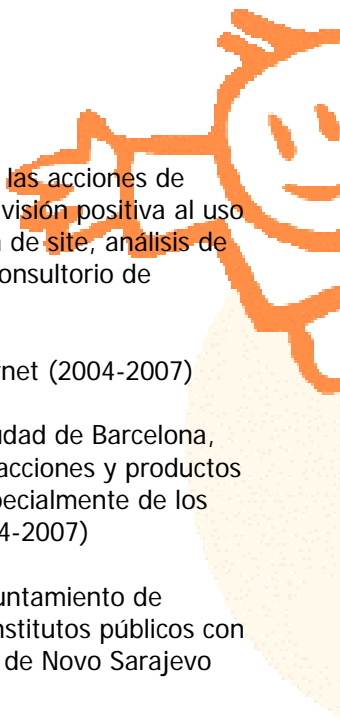 las acciones de
visión positiva al uso
de site, análisis de
onsultorio de
rnet (2004-2007)
udad de Barcelona,
acciones y productos
pecialmente de los
4-2007)
untamiento de
nstitutos públicos con
de Novo Sarajevo